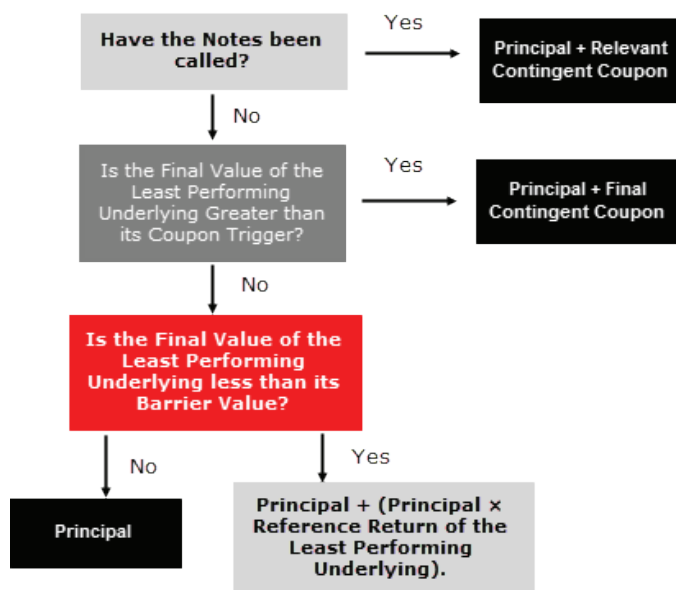 Have the Notes been
called?
Yes
Principal + Relevant
Contingent Coupon
No
Is the Final Value of the
Least Performing
Underlying Greater than
its Coupon Trigger?
Yes
Principal + Final
Contingent Coupon
No
Is the Final Value of the
Least Performing
Underlying less than its
Barrier Value?
No
Yes
Principal
Principal + (Principal ×
Reference Return of the
Least Performing
Underlying).